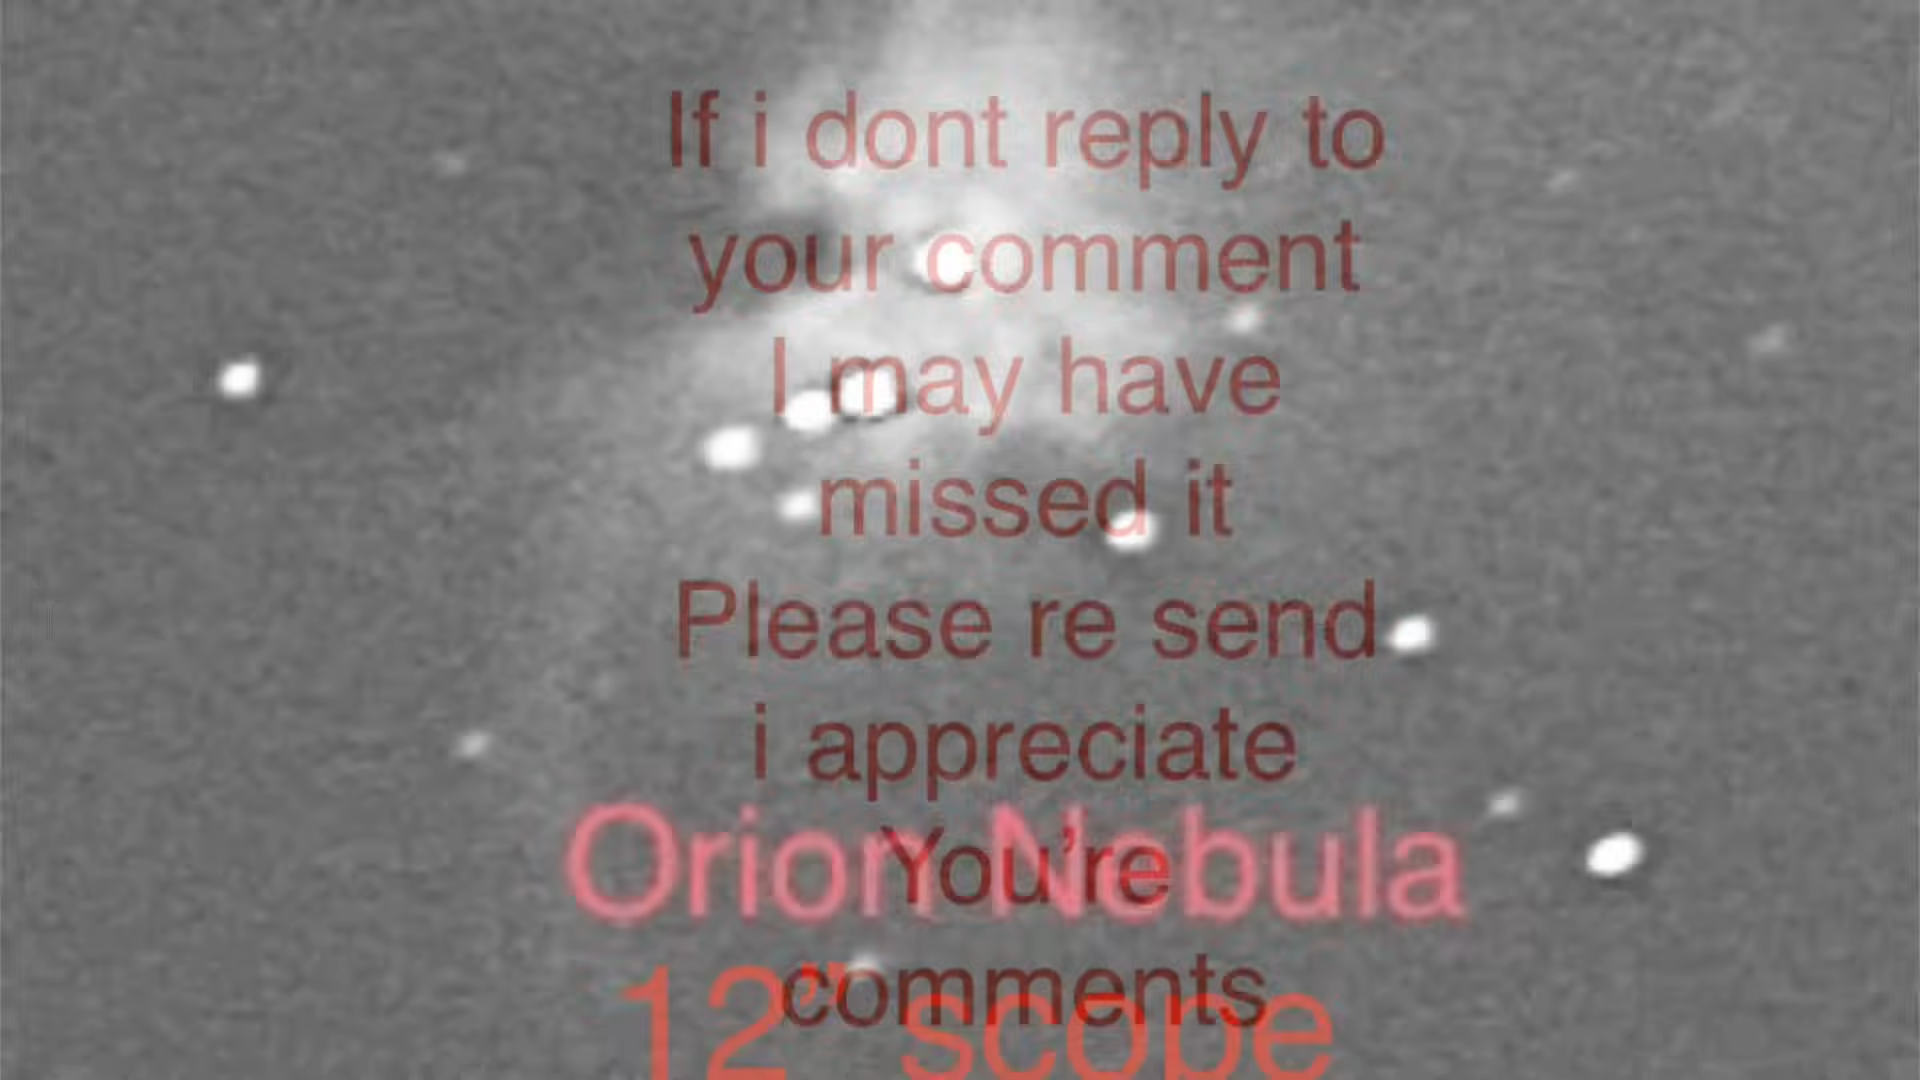 If i dont reply to
your comment
I may have
missed it
Please re send
i appreciate
You're
comments
Orion Nebula
12" scope